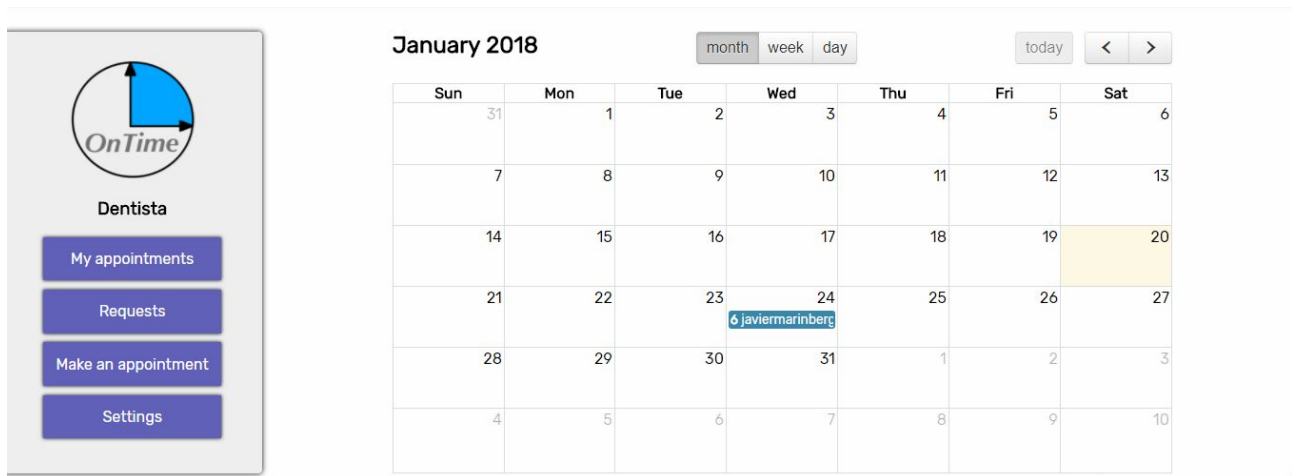 OnTime
Dentista
My appointments
Requests
Make an appointment
Settings
January 2018
month week day
today
Sun Mon Tue Wed Thu Fri Sat
31 1 2 3 4 5 6
7 8 9 10 11 12 13
14 15 16 17 18 19 20
21 22 23 24 25 26 27
6 javiermarinberg
28 29 30 31 1 2 3
4 5 6 7 8 9 10